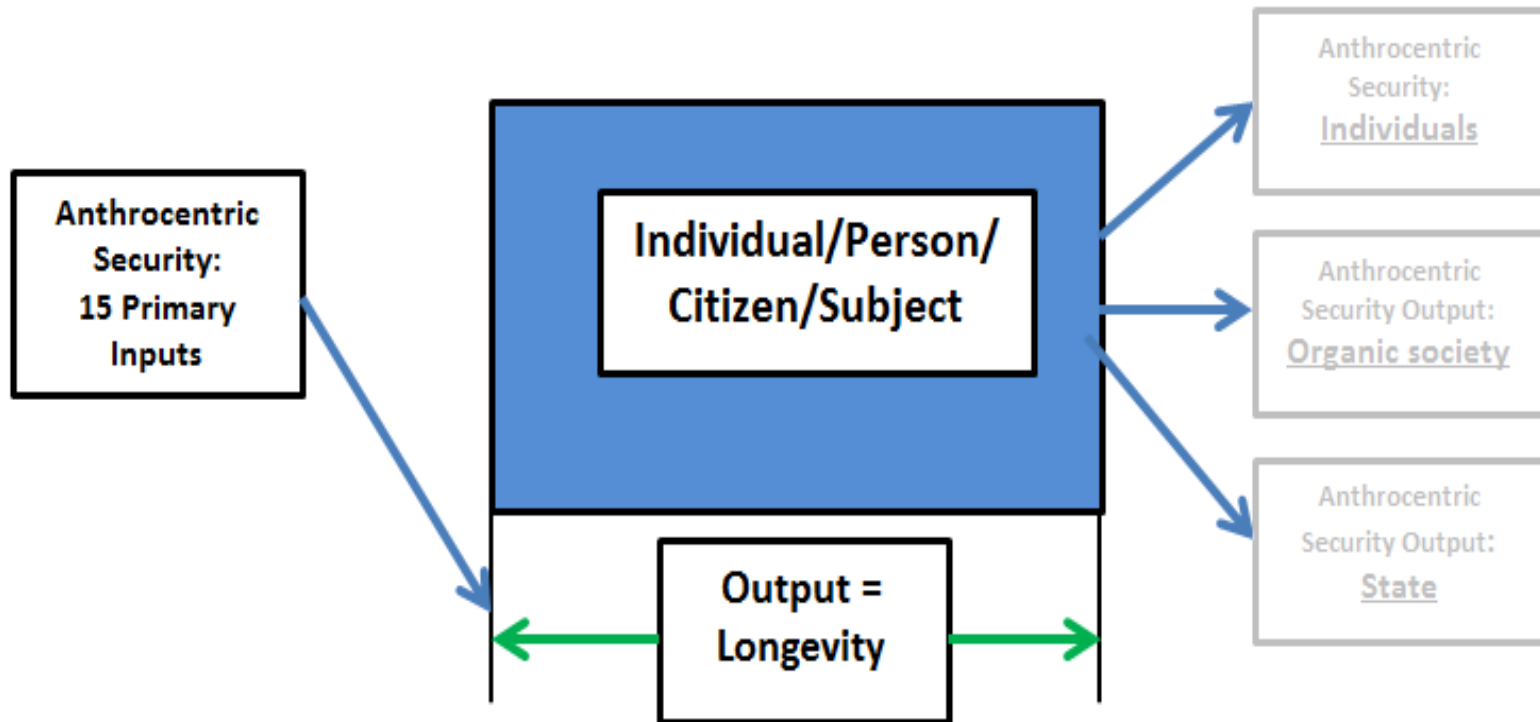 Anthrocentric
Security:
15 Primary
Inputs
Individual/Person/
Citizen/Subject
Output =
Longevity
Anthrocentric
Security:
Individuals
Anthrocentric
Security Output:
Organic society
Anthrocentric
Security Output:
State